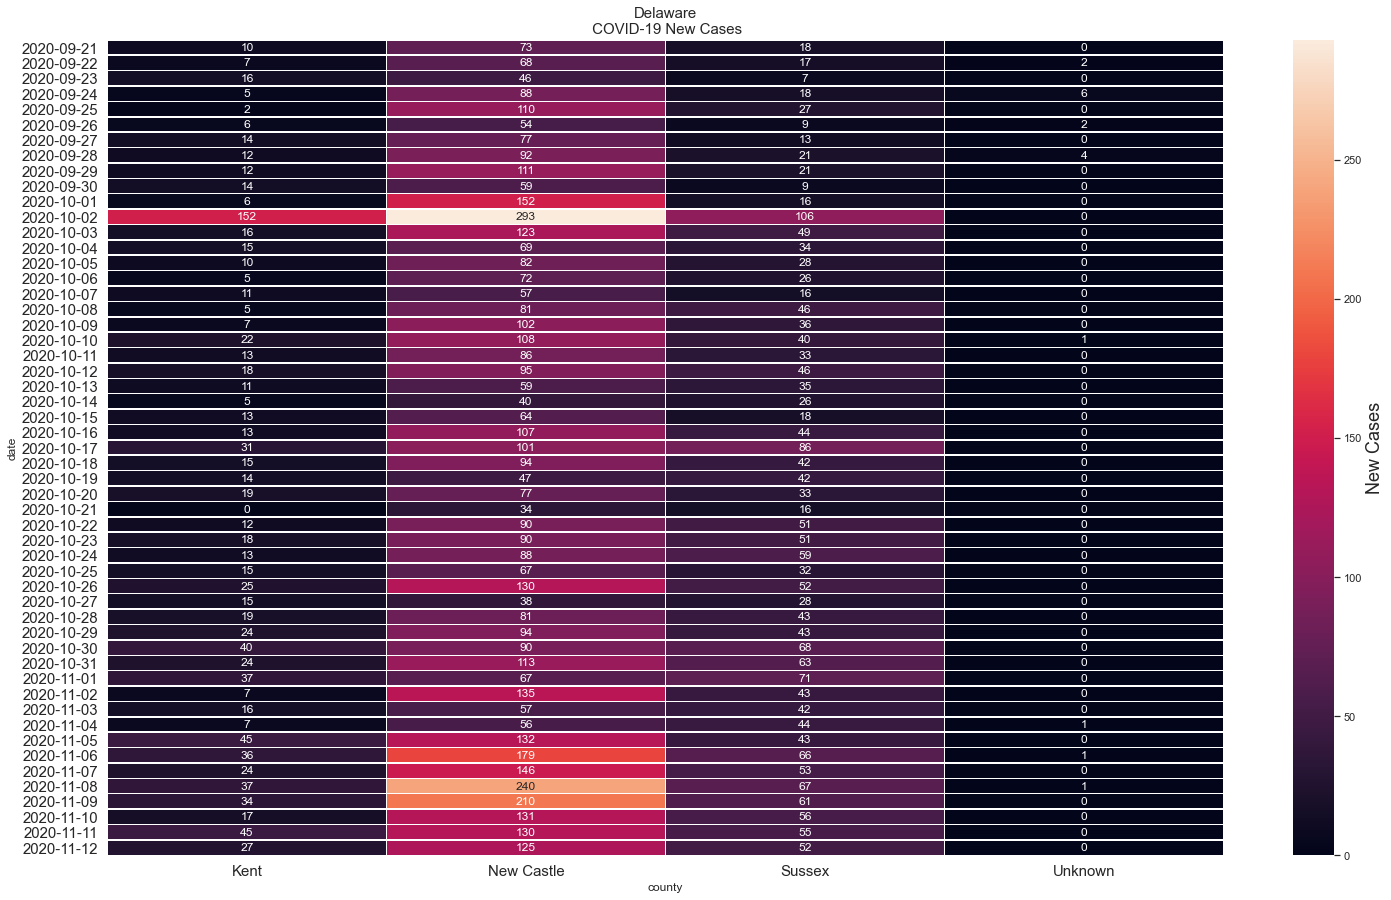 Delaware
COVID-19 New Cases
2020-09-21 10 73 18 0
2020-09-22 7 68 17 2
2020-09-23 16 46 7 0
2020-09-24 5 88 18 6
2020-09-25 2 110 27 0
2020-09-26 6 54 9 2
2020-09-27 14 77 13 0
2020-09-28 12 92 21 4
2020-09-29 12 111 21 0
2020-09-30 14 59 9 0
2020-10-01 6 152 16 0
2020-10-02 152 293 106 0
2020-10-03 16 123 49 0
2020-10-04 15 69 34 0
2020-10-05 10 82 28 0
2020-10-06 5 72 26 0
2020-10-07 11 57 16 0
2020-10-08 5 81 46 0
2020-10-09 7 102 36 0
2020-10-10 22 108 40 1
2020-10-11 13 86 33 0
2020-10-12 18 95 46 0
2020-10-13 11 59 35 0
2020-10-14 5 40 26 0
2020-10-15 13 64 18 0
2020-10-16 13 107 44 0
2020-10-17 31 101 86 0
2020-10-18 15 94 42 0
2020-10-19 14 47 42 0
2020-10-20 19 77 33 0
2020-10-21 0 34 16 0
2020-10-22 12 90 51 0
2020-10-23 18 90 51 0
2020-10-24 13 88 59 0
2020-10-25 15 67 32 0
2020-10-26 25 130 52 0
2020-10-27 15 38 28 0
2020-10-28 19 81 43 0
2020-10-29 24 94 43 0
2020-10-30 40 90 68 0
2020-10-31 24 113 63 0
2020-11-01 37 67 71 0
2020-11-02 7 135 43 0
2020-11-03 16 57 42 0
2020-11-04 7 56 44 1
2020-11-05 45 132 43 0
2020-11-06 36 179 66 1
2020-11-07 24 146 53 0
2020-11-08 37 240 67 1
2020-11-09 34 210 61 0
2020-11-10 17 131 56 0
2020-11-11 45 130 55 0
2020-11-12 27 125 52 0
date
Kent New Castle Sussex Unknown
county
250
200
150
100
50
0
New Cases